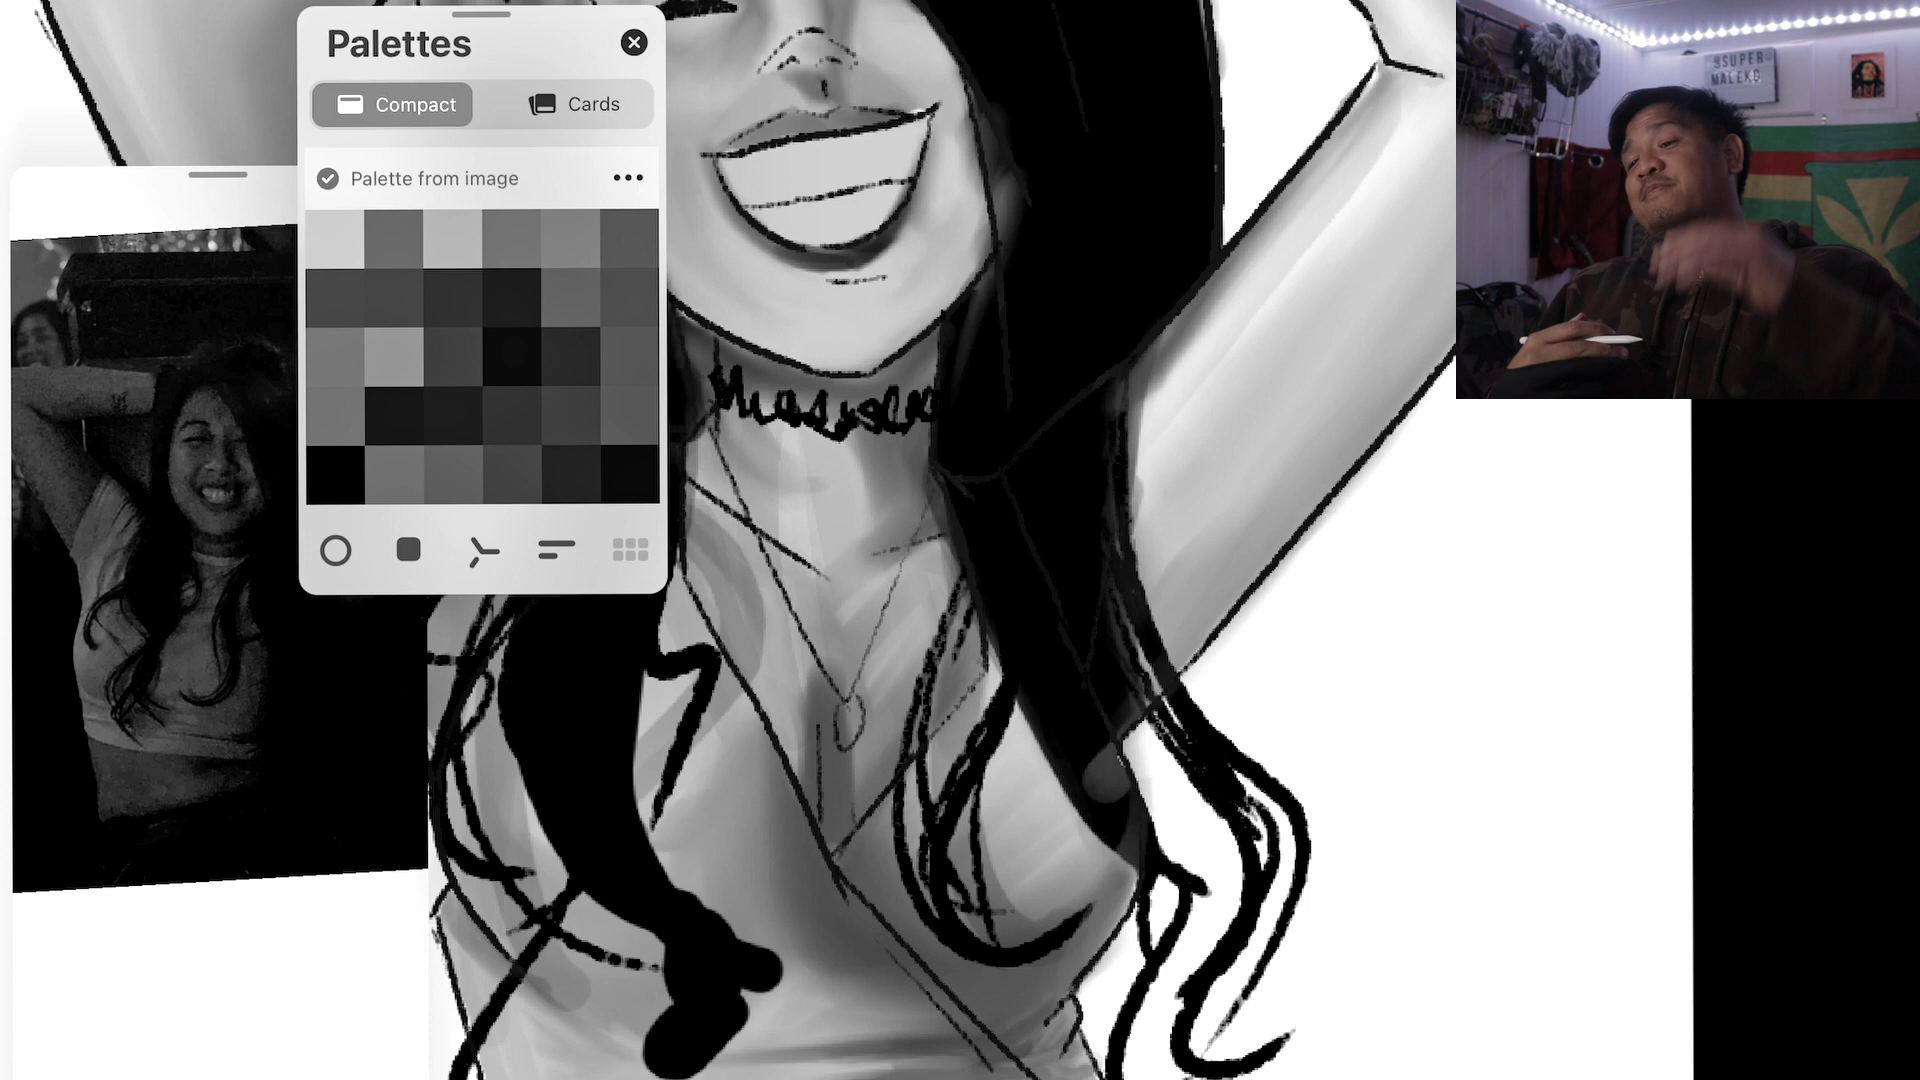 Palettes
Compact
Cards
Palette from image
@SUPER
MALEKO